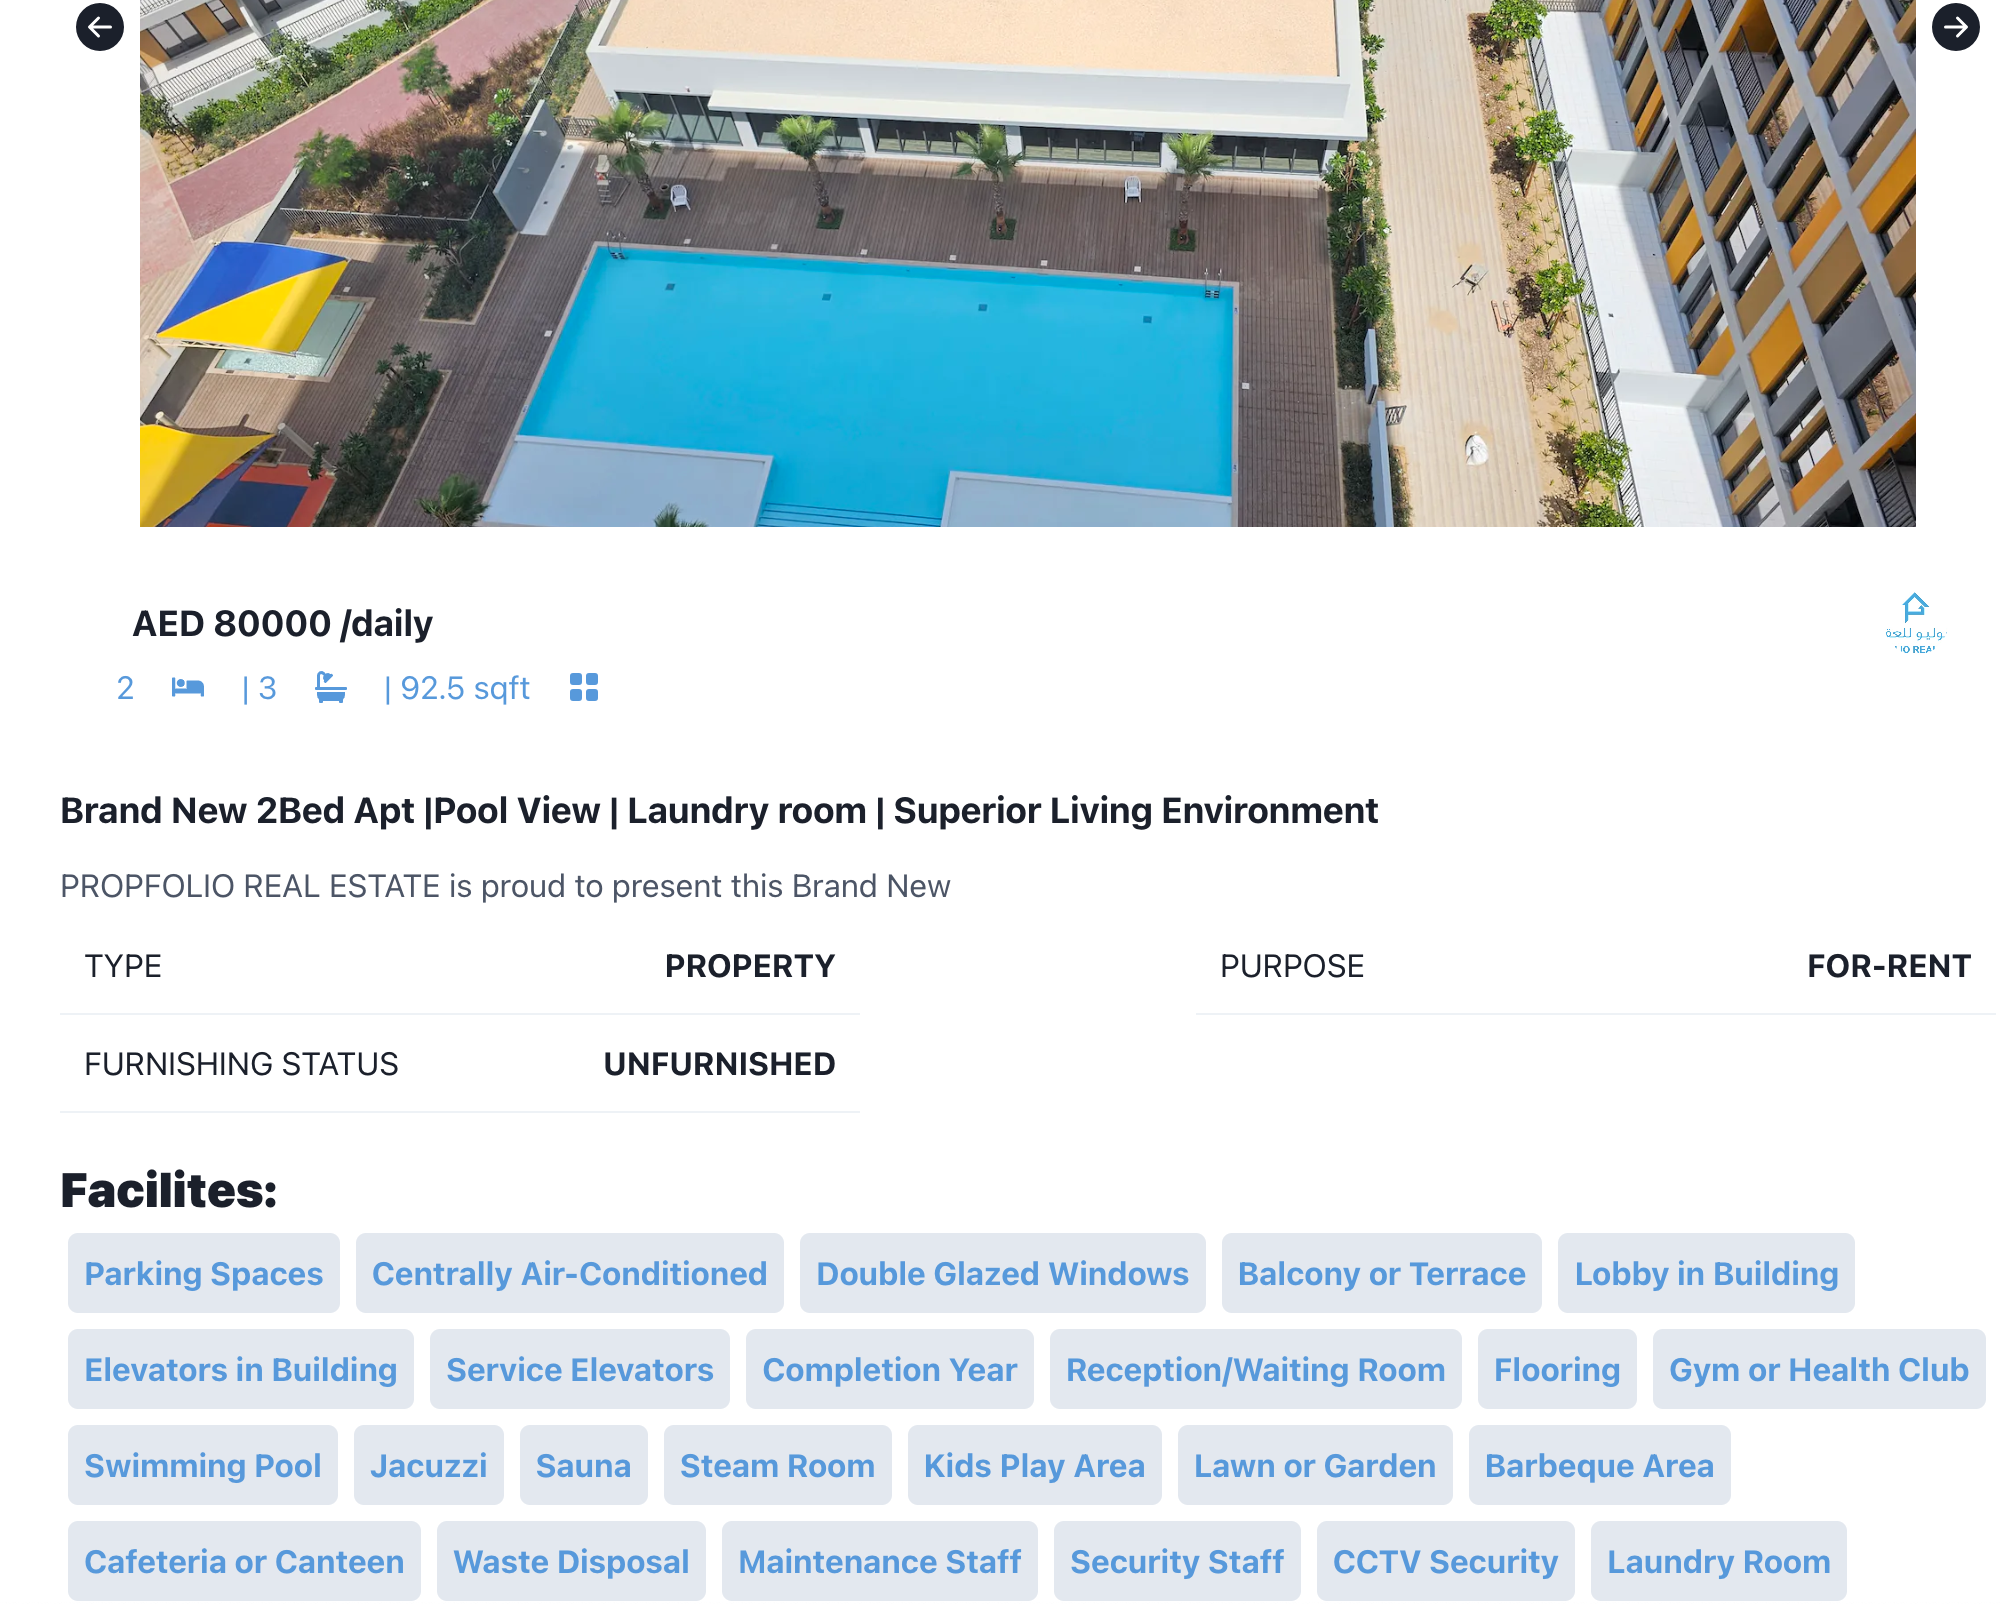 AED 80000 /daily
2 | 3 | 92.5 sqft
وليو للعة
IO REA
Brand New 2Bed Apt |Pool View | Laundry room | Superior Living Environment
PROPFOLIO REAL ESTATE is proud to present this Brand New
TYPE PROPERTY PURPOSE FOR-RENT
FURNISHING STATUS UNFURNISHED
Facilites:
Parking Spaces Centrally Air-Conditioned Double Glazed Windows Balcony or Terrace Lobby in Building
Elevators in Building Service Elevators Completion Year Reception/Waiting Room Flooring Gym or Health Club
Swimming Pool Jacuzzi Sauna Steam Room Kids Play Area Lawn or Garden Barbeque Area
Cafeteria or Canteen Waste Disposal Maintenance Staff Security Staff CCTV Security Laundry Room